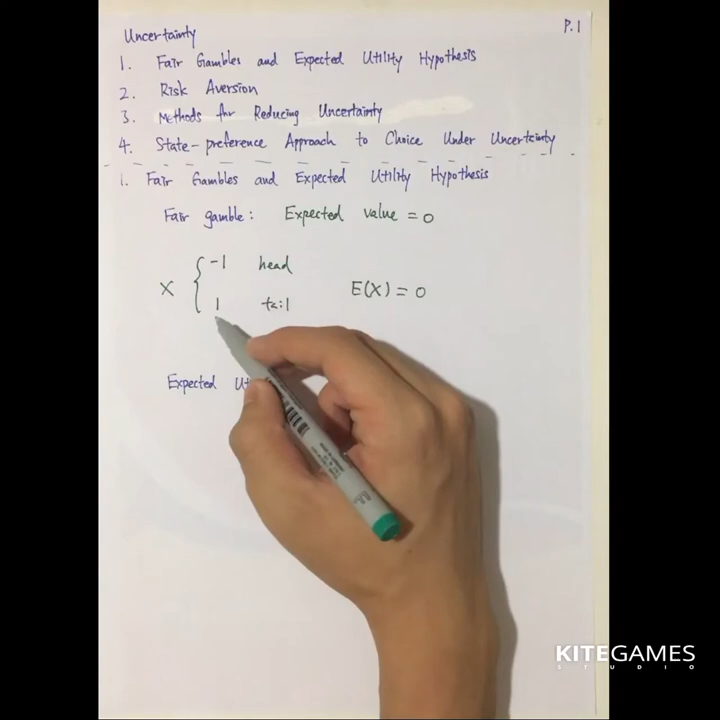 P.1
Uncertainty
1. Fair Gambles and Expected Utility Hypothesis
2. Risk Aversion
3. Methods for Reducing Uncertainty
4. State-preference Approach to Choice Under Uncertainty
1. Fair Gambles and Expected Utility Hypothesis
Fair gamble: Expected value = 0
-1 head
X { E(X) = 0
1 tail
Expected
KITEGAMES
STUDIO